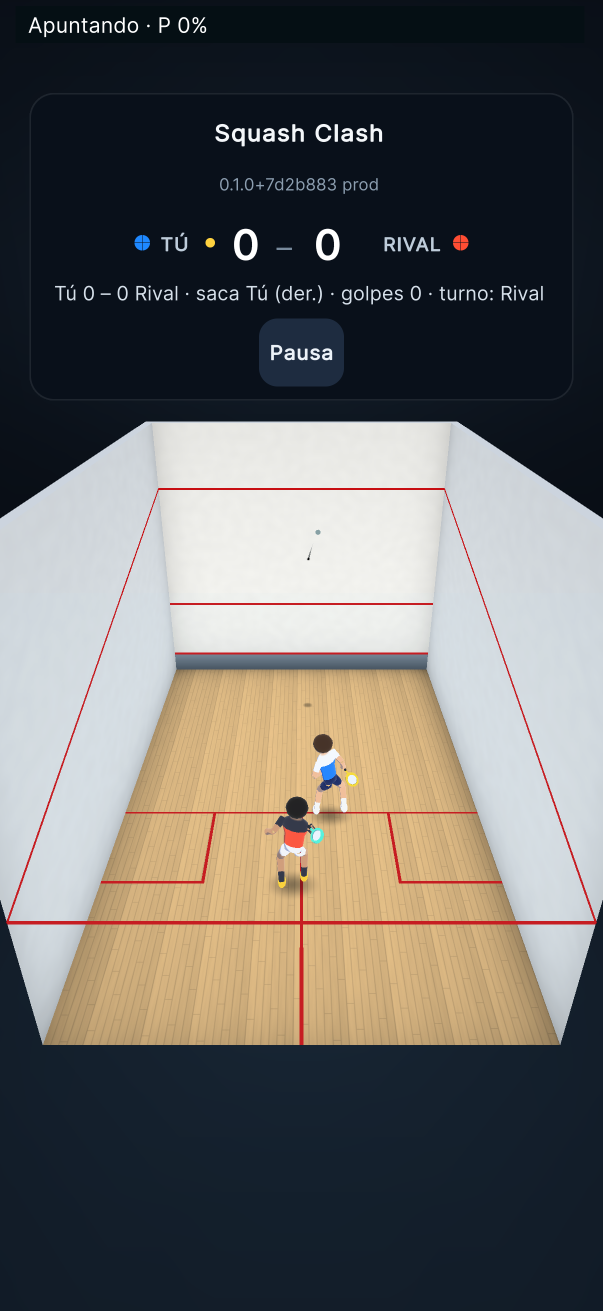 Apuntando · P 0%
Squash Clash
0.1.0+7d2b883 prod
TÚ 0 – 0 RIVAL
Tú 0 – 0 Rival · saca Tú (der.) · golpes 0 · turno: Rival
Pausa